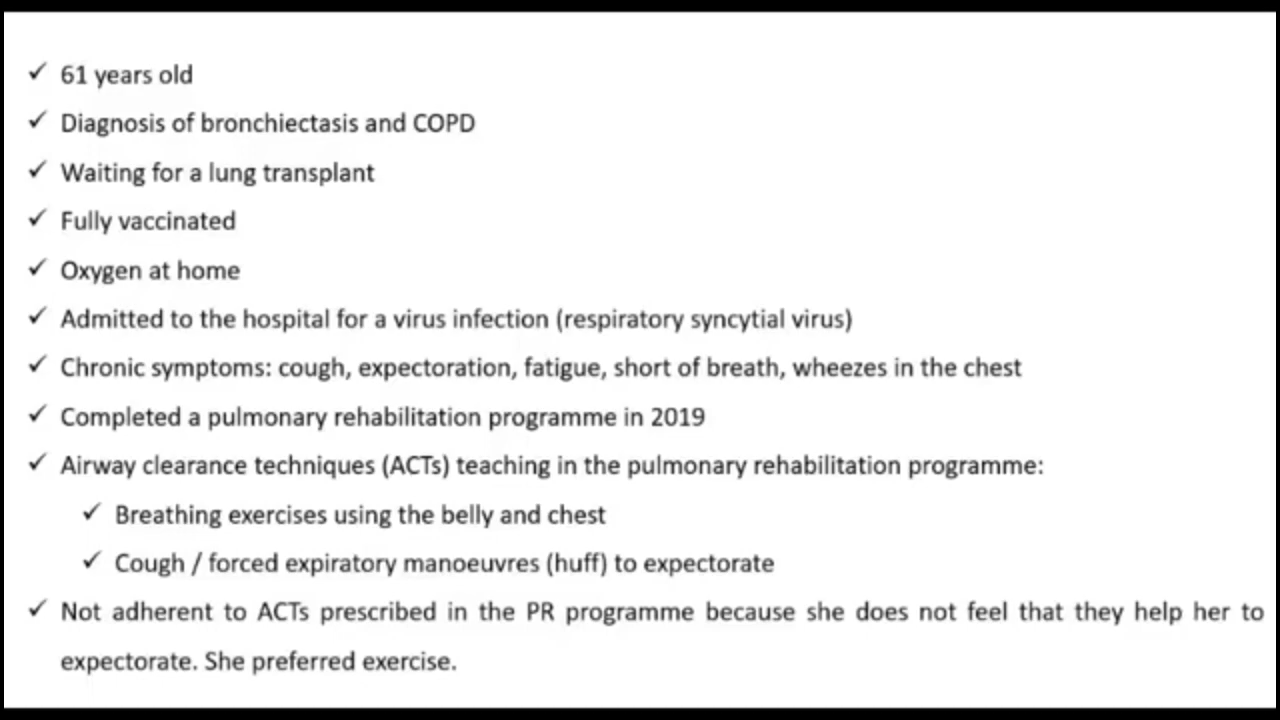 ✓ 61 years old
✓ Diagnosis of bronchiectasis and COPD
✓ Waiting for a lung transplant
✓ Fully vaccinated
✓ Oxygen at home
✓ Admitted to the hospital for a virus infection (respiratory syncytial virus)
✓ Chronic symptoms: cough, expectoration, fatigue, short of breath, wheezes in the chest
✓ Completed a pulmonary rehabilitation programme in 2019
✓ Airway clearance techniques (ACTs) teaching in the pulmonary rehabilitation programme:
✓ Breathing exercises using the belly and chest
✓ Cough / forced expiratory manoeuvres (huff) to expectorate
✓ Not adherent to ACTs prescribed in the PR programme because she does not feel that they help her to
expectorate. She preferred exercise.